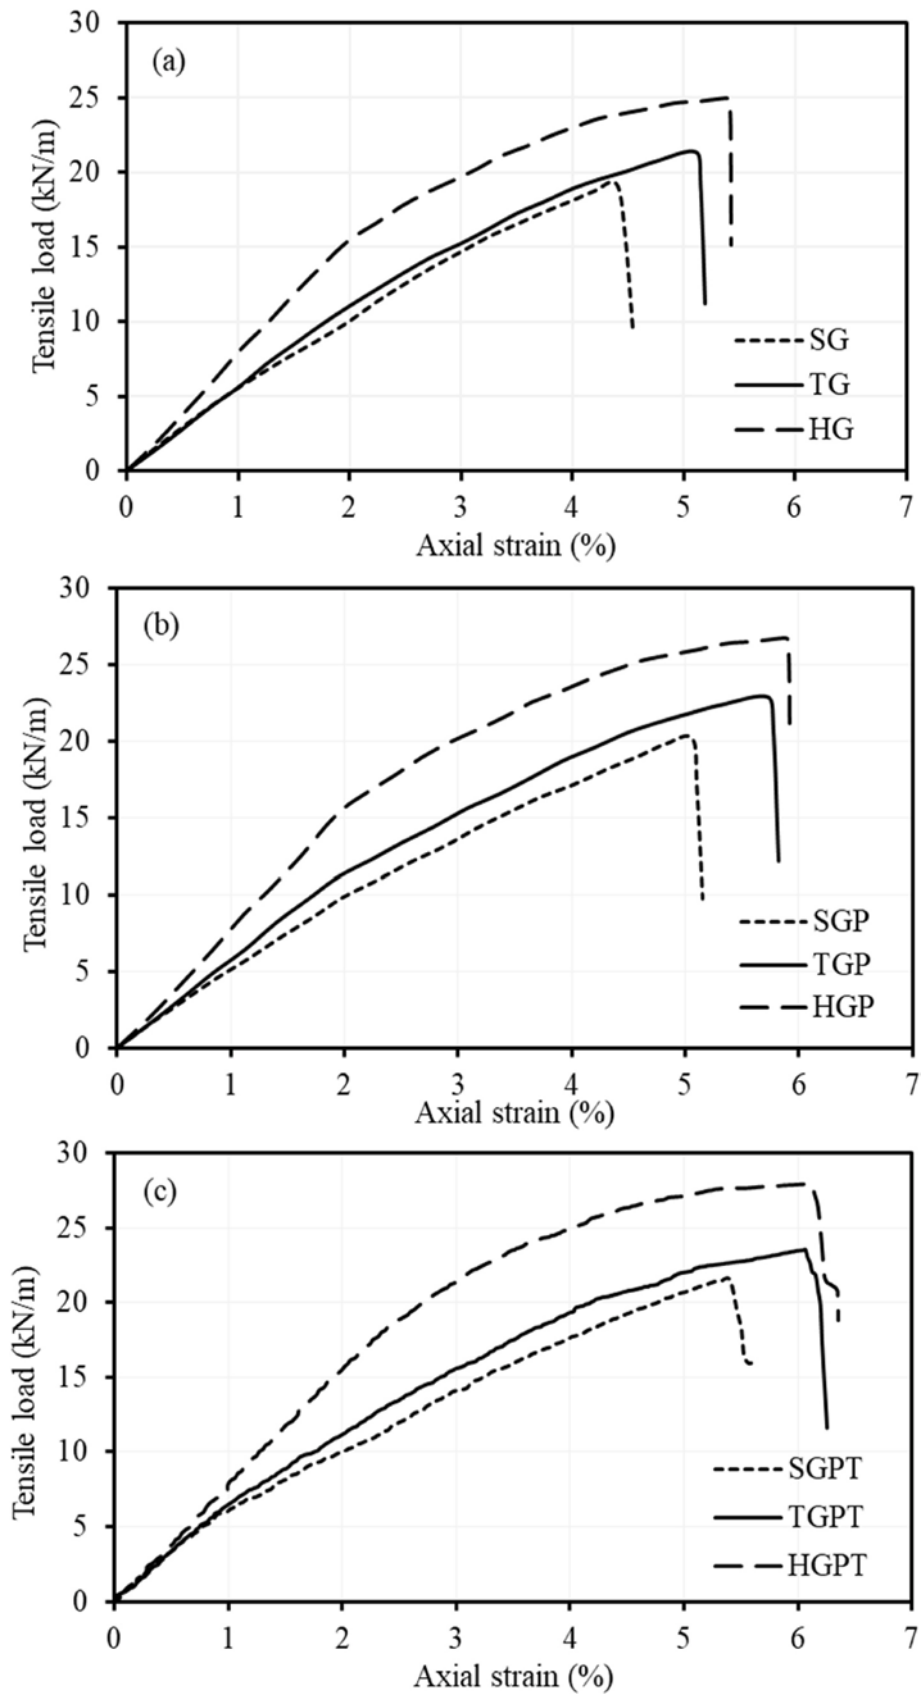 30
(a)
25
20
15
10
5
0
Tensile load (kN/m)
SG
TG
HG
0 1 2 3 4 5 6 7
Axial strain (%)
30
(b)
25
20
15
10
5
0
Tensile load (kN/m)
SGP
TGP
HGP
0 1 2 3 4 5 6 7
Axial strain (%)
30
(c)
25
20
15
10
5
0
Tensile load (kN/m)
SGPT
TGPT
HGPT
0 1 2 3 4 5 6 7
Axial strain (%)